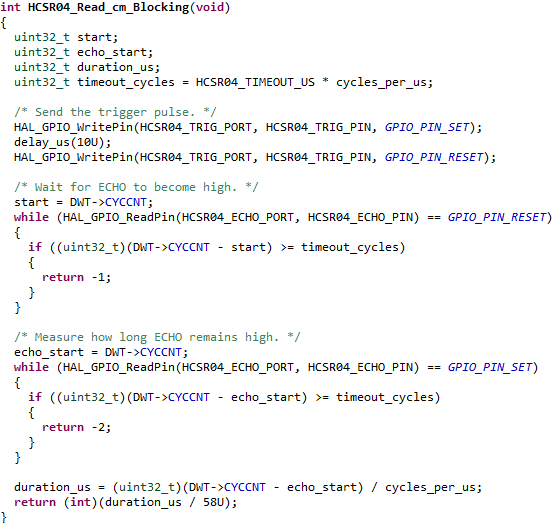 int HCSR04_Read_cm_Blocking(void)
{
  uint32_t start;
  uint32_t echo_start;
  uint32_t duration_us;
  uint32_t timeout_cycles = HCSR04_TIMEOUT_US * cycles_per_us;

  /* Send the trigger pulse. */
  HAL_GPIO_WritePin(HCSR04_TRIG_PORT, HCSR04_TRIG_PIN, GPIO_PIN_SET);
  delay_us(10U);
  HAL_GPIO_WritePin(HCSR04_TRIG_PORT, HCSR04_TRIG_PIN, GPIO_PIN_RESET);

  /* Wait for ECHO to become high. */
  start = DWT->CYCCNT;
  while (HAL_GPIO_ReadPin(HCSR04_ECHO_PORT, HCSR04_ECHO_PIN) == GPIO_PIN_RESET)
  {
    if ((uint32_t)(DWT->CYCCNT - start) >= timeout_cycles)
    {
      return -1;
    }
  }

  /* Measure how long ECHO remains high. */
  echo_start = DWT->CYCCNT;
  while (HAL_GPIO_ReadPin(HCSR04_ECHO_PORT, HCSR04_ECHO_PIN) == GPIO_PIN_SET)
  {
    if ((uint32_t)(DWT->CYCCNT - echo_start) >= timeout_cycles)
    {
      return -2;
    }
  }

  duration_us = (uint32_t)(DWT->CYCCNT - echo_start) / cycles_per_us;
  return (int)(duration_us / 58U);
}